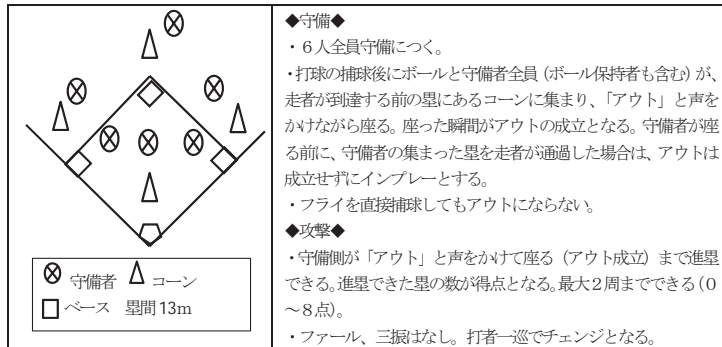 ◆守備◆
・６人全員守備につく。
・打球の捕球後にボールと守備者全員（ボール保持者も含む）が、
走者が到達する前の塁にあるコーンに集まり、「アウト」と声を
かけながら座る。座った瞬間がアウトの成立となる。守備者が座
る前に、守備者の集まった塁を走者が通過した場合は、アウトは
成立せずにインプレーとする。
・フライを直接捕球してもアウトにならない。
◆攻撃◆
・守備側が「アウト」と声をかけて座る（アウト成立）まで進塁
できる。進塁できた塁の数が得点となる。最大２周までできる（０
～８点）。
・ファール、三振はなし。打者一巡でチェンジとなる。
守備者 コーン
ベース 塁間13m